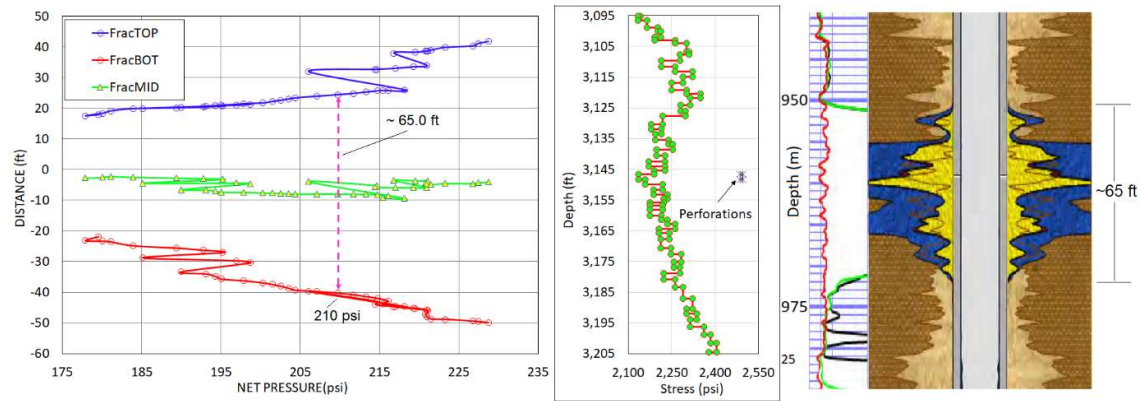 FracTOP
FracBOT
FracMID
50
40
30
20
10
0
-10
-20
-30
-40
-50
-60
DISTANCE (ft)
~ 65.0 ft
210 psi
175 185 195 205 215 225 235
NET PRESSURE(psi)
3,095
3,105
3,115
3,125
3,135
3,145
3,155
3,165
3,175
3,185
3,195
3,205
Depth (ft)
Perforations
2,100 2,250 2,400 2,550
Stress (psi)
950
Depth (m)
975
25
~65 ft